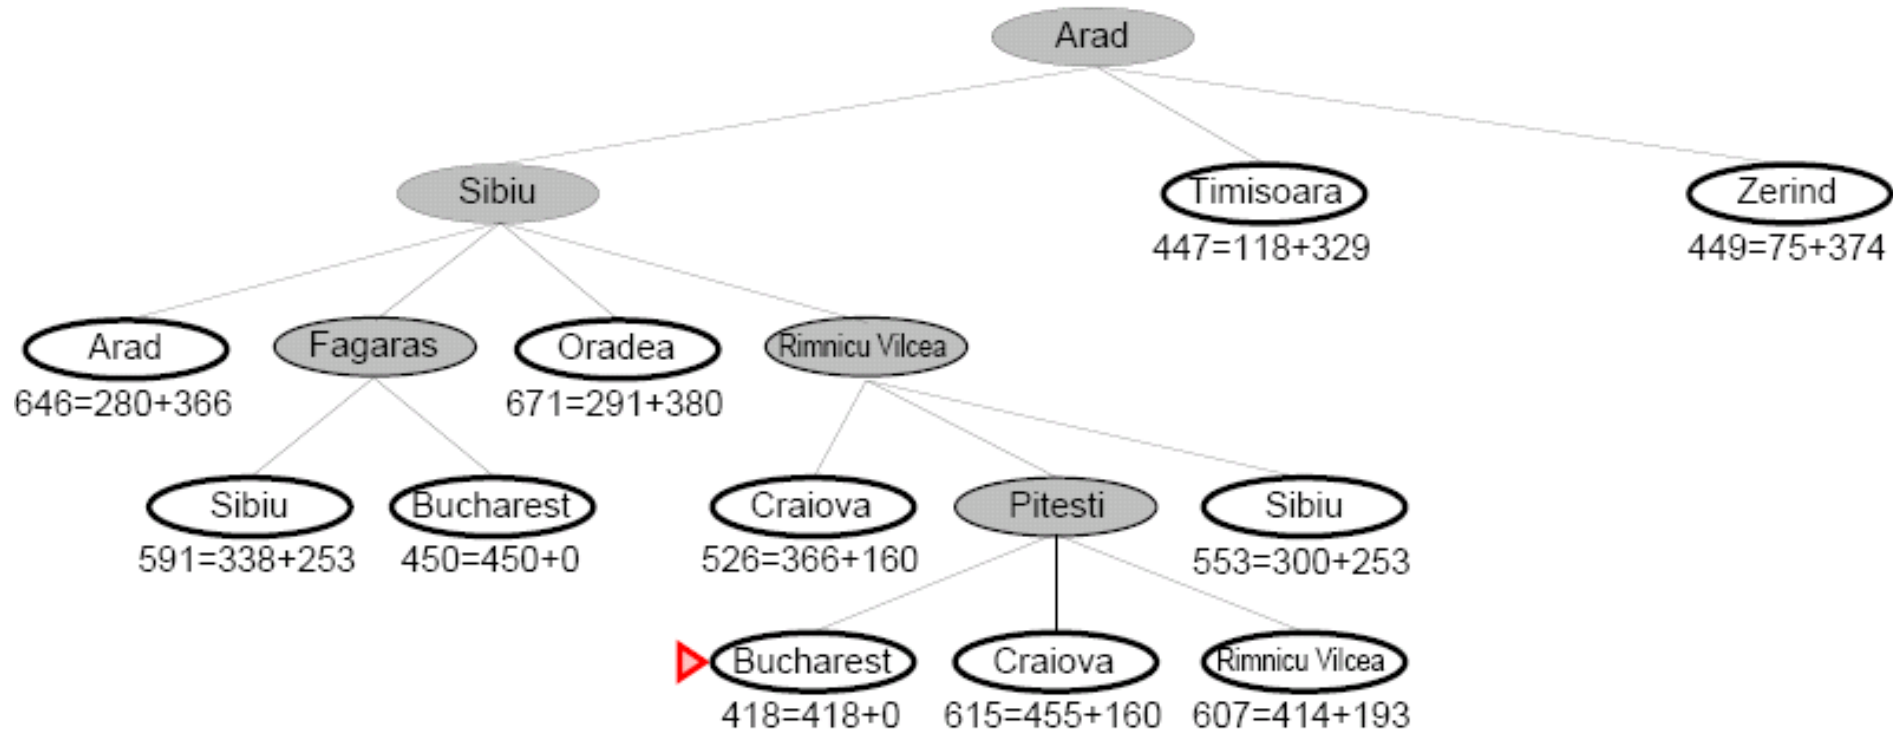 Arad
Sibiu
Timisoara
Zerind
447=118+329
449=75+374
Arad
Fagaras
Oradea
Rimnicu Vilcea
646=280+366
671=291+380
Sibiu
Bucharest
Craiova
Pitesti
Sibiu
591=338+253
450=450+0
526=366+160
553=300+253
Bucharest
Craiova
Rimnicu Vilcea
418=418+0
615=455+160
607=414+193